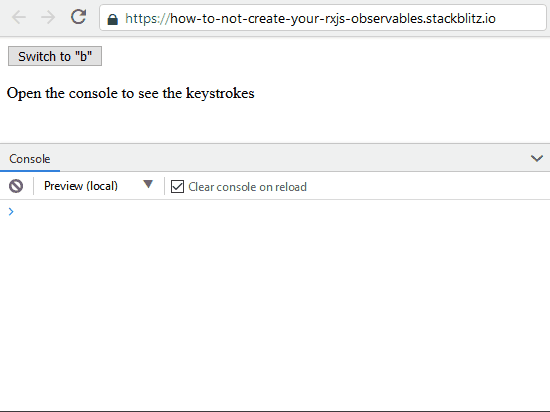 https://how-to-not-create-your-rxjs-observables.stackblitz.io
Switch to "b"
Open the console to see the keystrokes
Console
Preview (local)
Clear console on reload